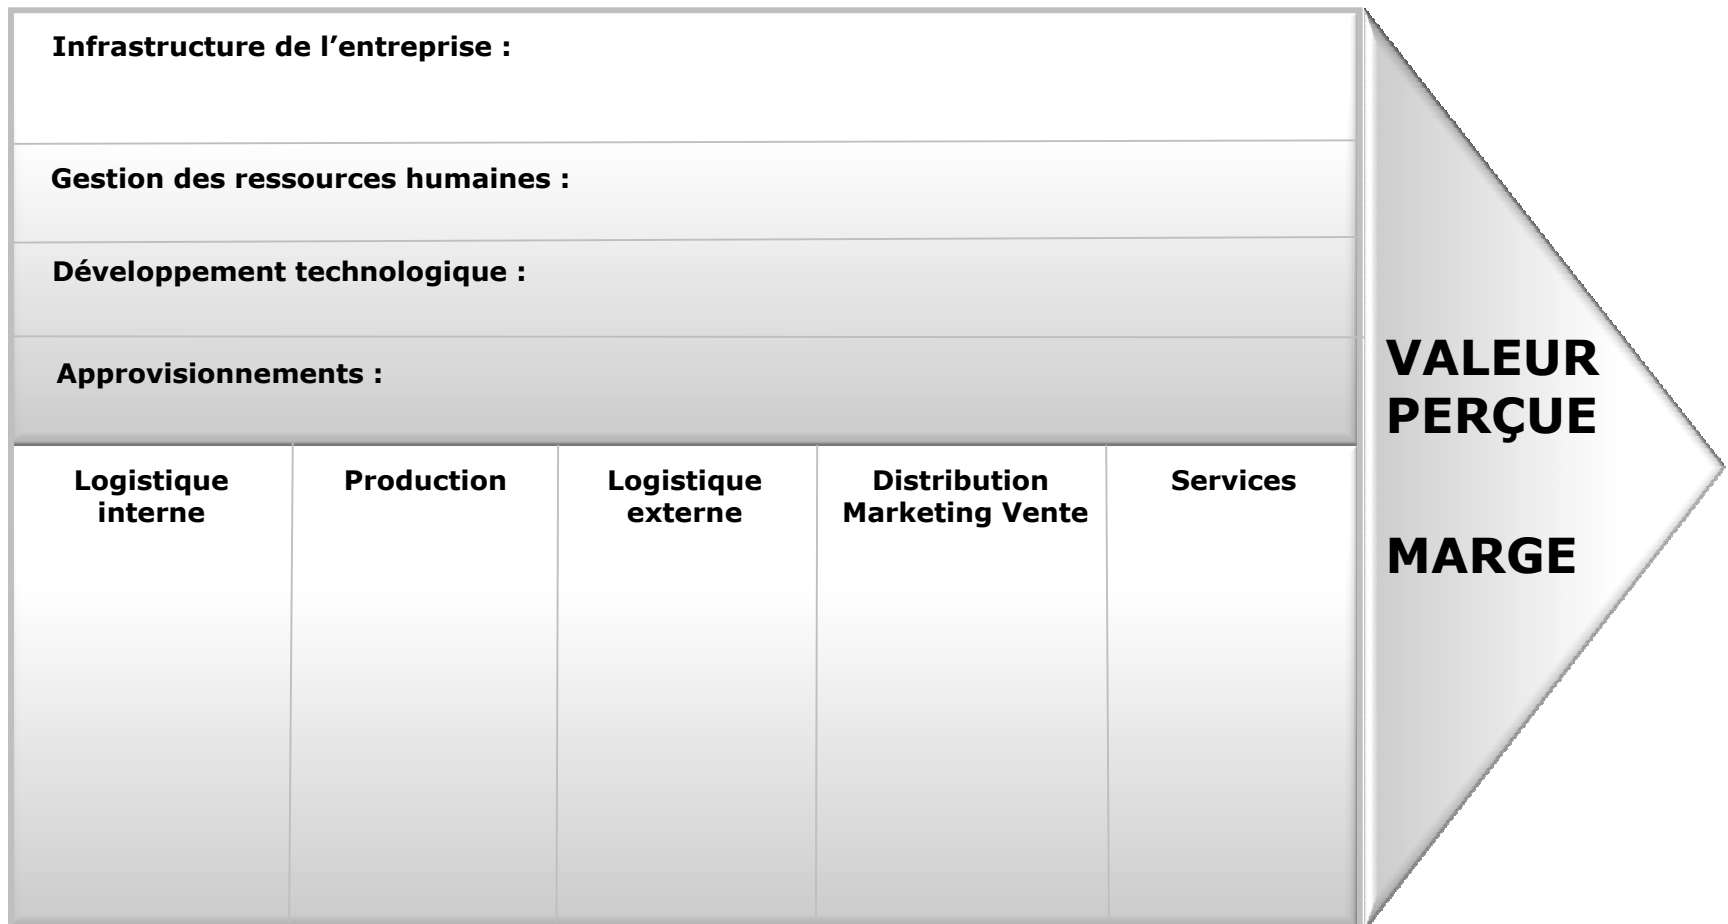 Infrastructure de l’entreprise :
Gestion des ressources humaines :
Développement technologique :
Approvisionnements :
Logistique
interne
Production
Logistique
externe
Distribution
Marketing Vente
Services
VALEUR
PERÇUE
MARGE